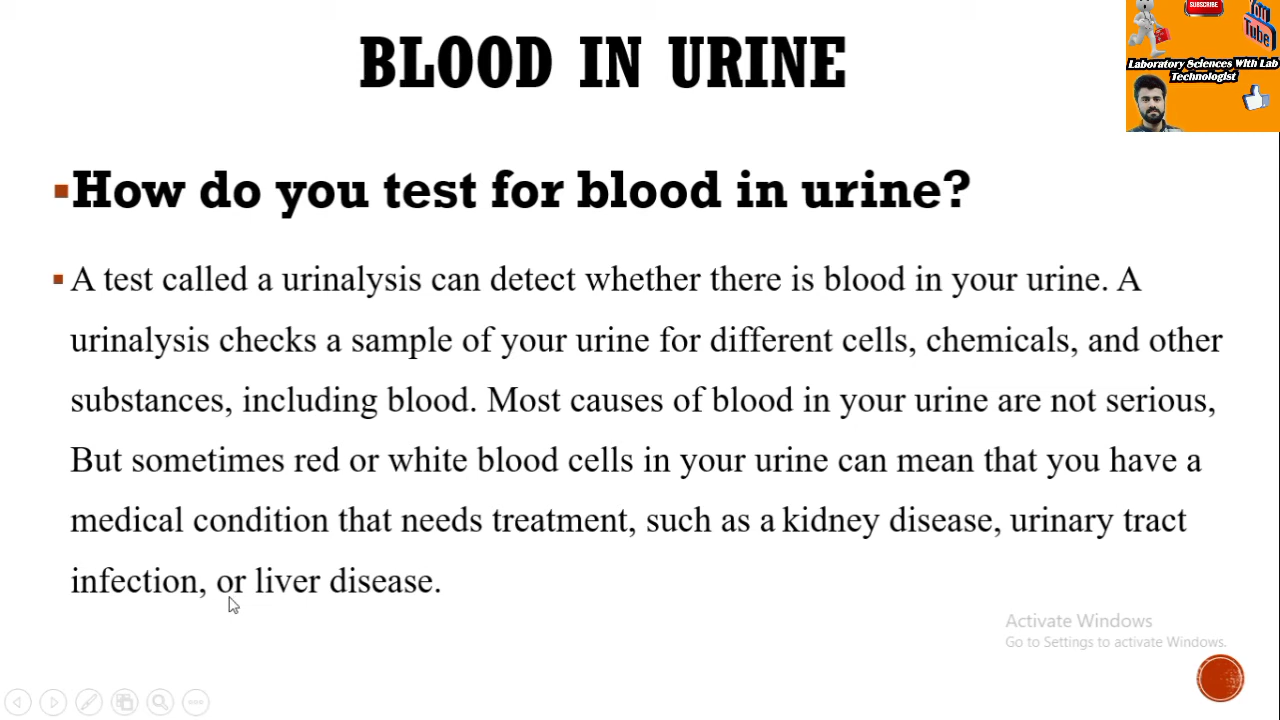 BLOOD IN URINE
SUBSCRIBE
You
Tube
Laboratory Sciences With Lab
Technologist
How do you test for blood in urine?
A test called a urinalysis can detect whether there is blood in your urine. A
urinalysis checks a sample of your urine for different cells, chemicals, and other
substances, including blood. Most causes of blood in your urine are not serious,
But sometimes red or white blood cells in your urine can mean that you have a
medical condition that needs treatment, such as a kidney disease, urinary tract
infection, or liver disease.
Activate Windows
Go to Settings to activate Windows.